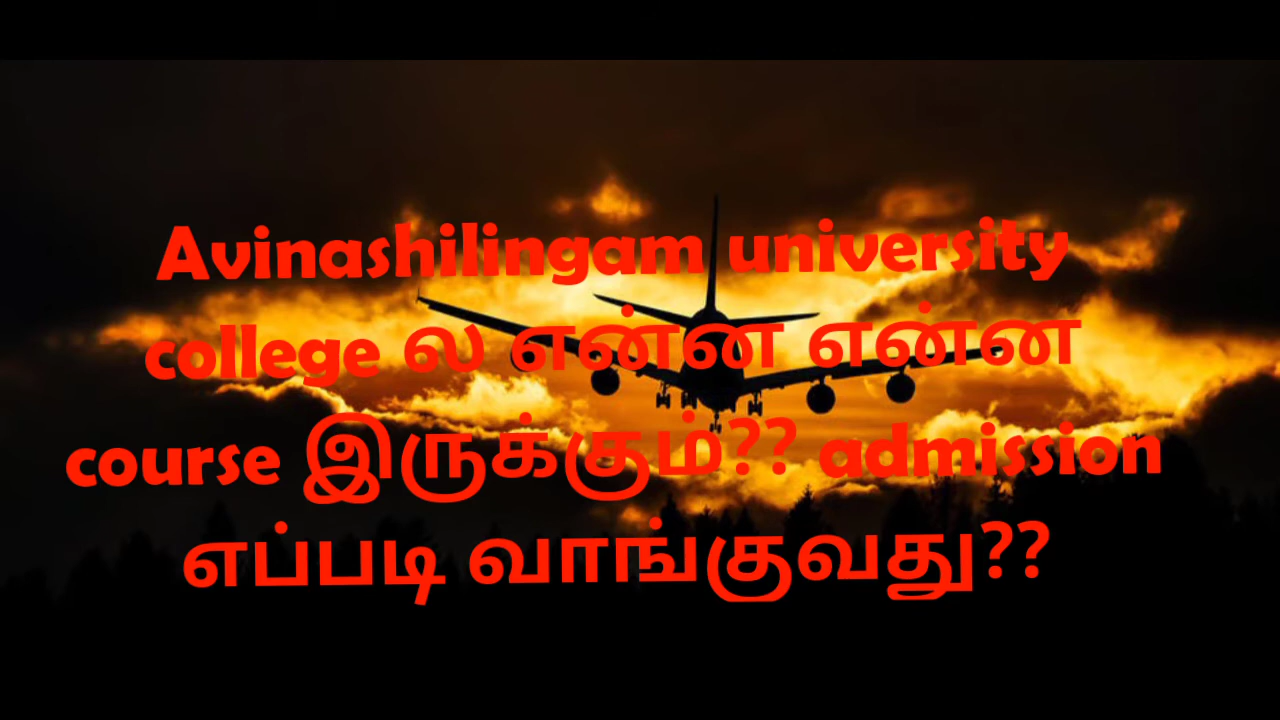 Avinashilingam university
college ல என்ன என்ன
course இருக்கும்?? admission
எப்படி வாங்குவது??